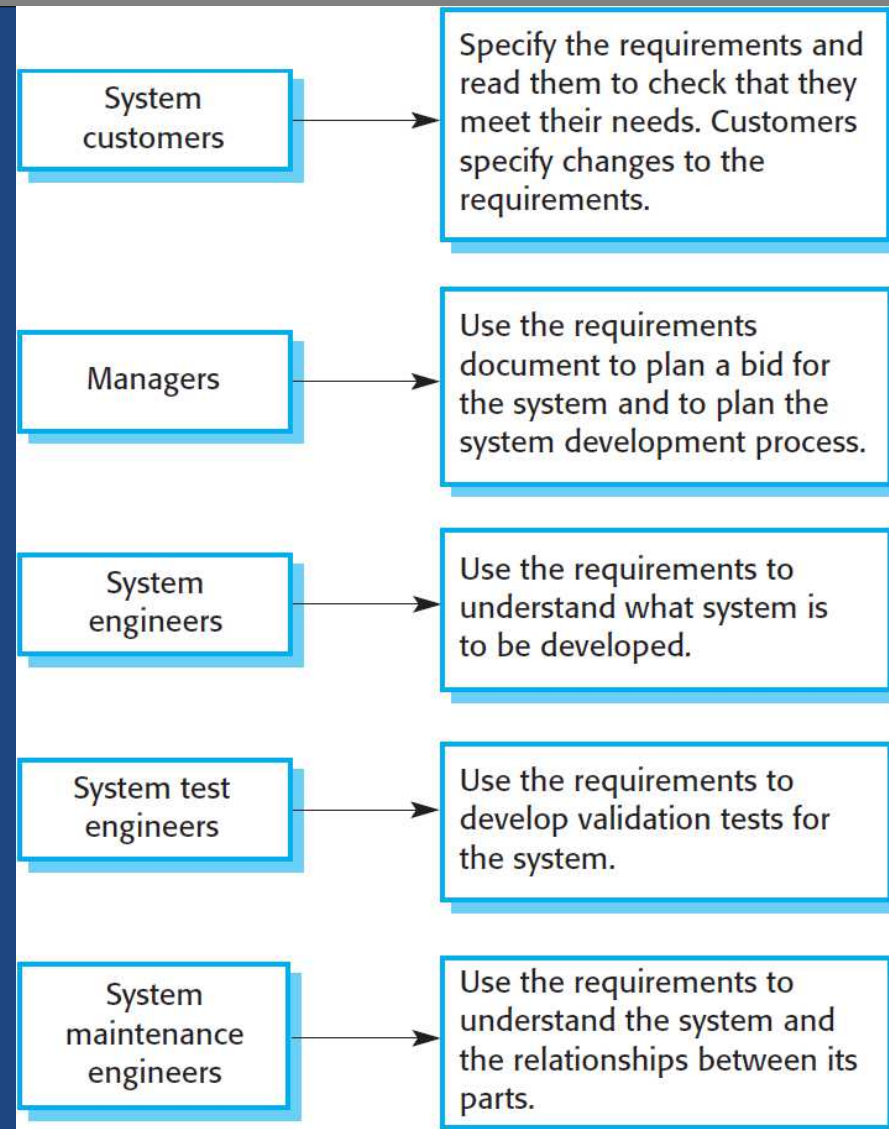 System
customers
Specify the requirements and
read them to check that they
meet their needs. Customers
specify changes to the
requirements.
Managers
Use the requirements
document to plan a bid for
the system and to plan the
system development process.
System
engineers
Use the requirements to
understand what system is
to be developed.
System test
engineers
Use the requirements to
develop validation tests for
the system.
System
maintenance
engineers
Use the requirements to
understand the system and
the relationships between its
parts.